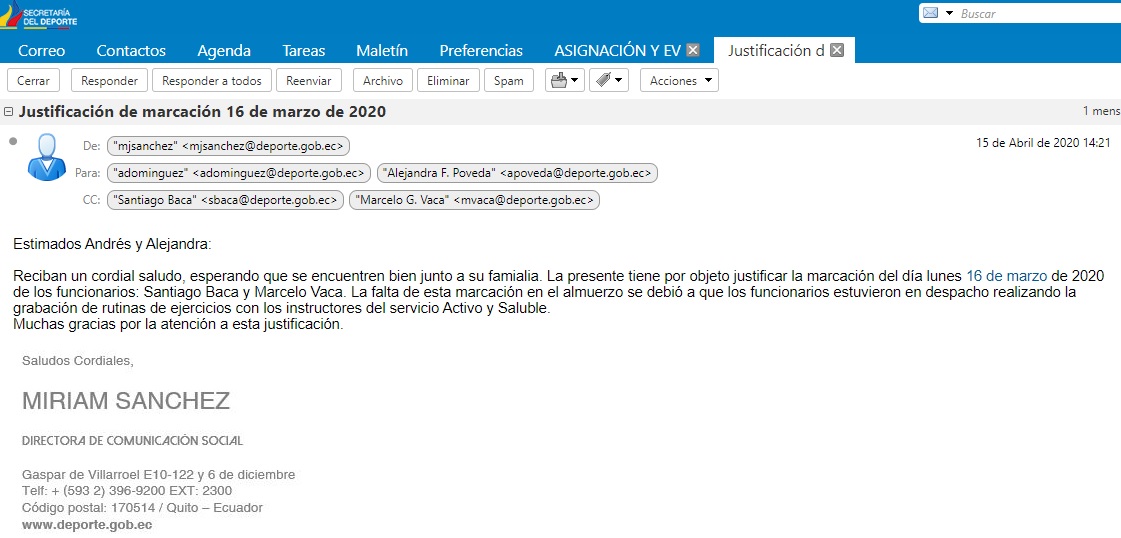 SECRETARÍA
DEL DEPORTE
Buscar
Correo Contactos Agenda Tareas Maletín Preferencias ASIGNACIÓN Y EV Justificación d
Cerrar Responder Responder a todos Reenviar Archivo Eliminar Spam Acciones
Justificación de marcación 16 de marzo de 2020 1 mens
De: "mjsanchez" <mjsanchez@deporte.gob.ec> 15 de Abril de 2020 14:21
Para: "adominguez" <adominguez@deporte.gob.ec> "Alejandra F. Poveda" <apoveda@deporte.gob.ec>
CC: "Santiago Baca" <sbaca@deporte.gob.ec> "Marcelo G. Vaca" <mvaca@deporte.gob.ec>
Estimados Andrés y Alejandra:
Reciban un cordial saludo, esperando que se encuentren bien junto a su famialia. La presente tiene por objeto justificar la marcación del día lunes 16 de marzo de 2020
de los funcionarios: Santiago Baca y Marcelo Vaca. La falta de esta marcación en el almuerzo se debió a que los funcionarios estuvieron en despacho realizando la
grabación de rutinas de ejercicios con los instructores del servicio Activo y Saluble.
Muchas gracias por la atención a esta justificación.
Saludos Cordiales,
MIRIAM SANCHEZ
DIRECTORA DE COMUNICACIÓN SOCIAL
Gaspar de Villarroel E10-122 y 6 de diciembre
Telf: + (593 2) 396-9200 EXT: 2300
Código postal: 170514 / Quito – Ecuador
www.deporte.gob.ec